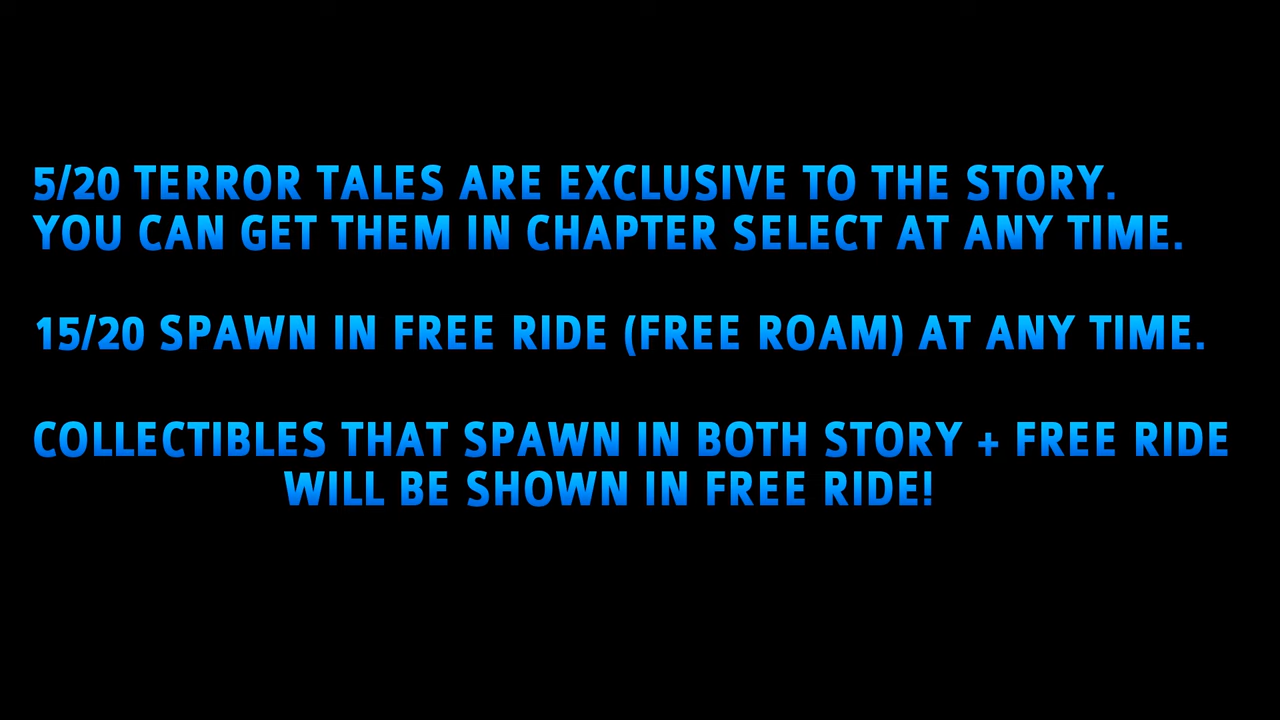 5/20 TERROR TALES ARE EXCLUSIVE TO THE STORY.
YOU CAN GET THEM IN CHAPTER SELECT AT ANY TIME.
15/20 SPAWN IN FREE RIDE (FREE ROAM) AT ANY TIME.
COLLECTIBLES THAT SPAWN IN BOTH STORY + FREE RIDE
WILL BE SHOWN IN FREE RIDE!